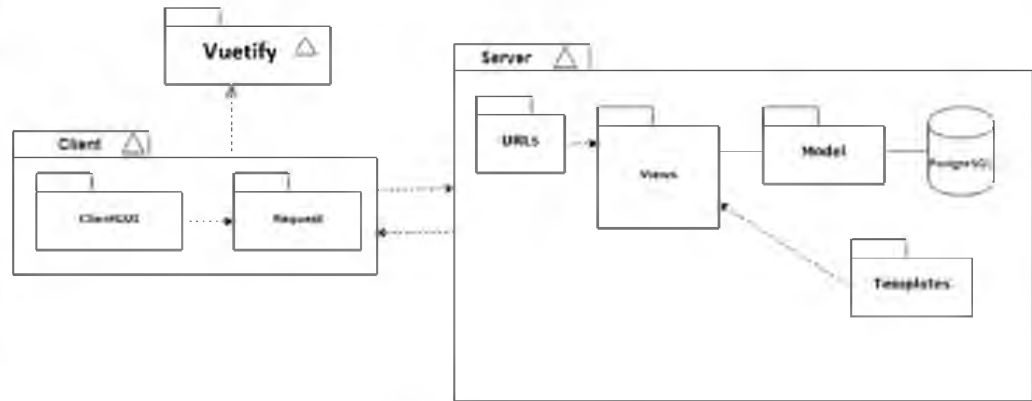 Vuetify
Server
URLs
Client
Views
Model
PostgreSQL
ClientGUI
Request
Templates